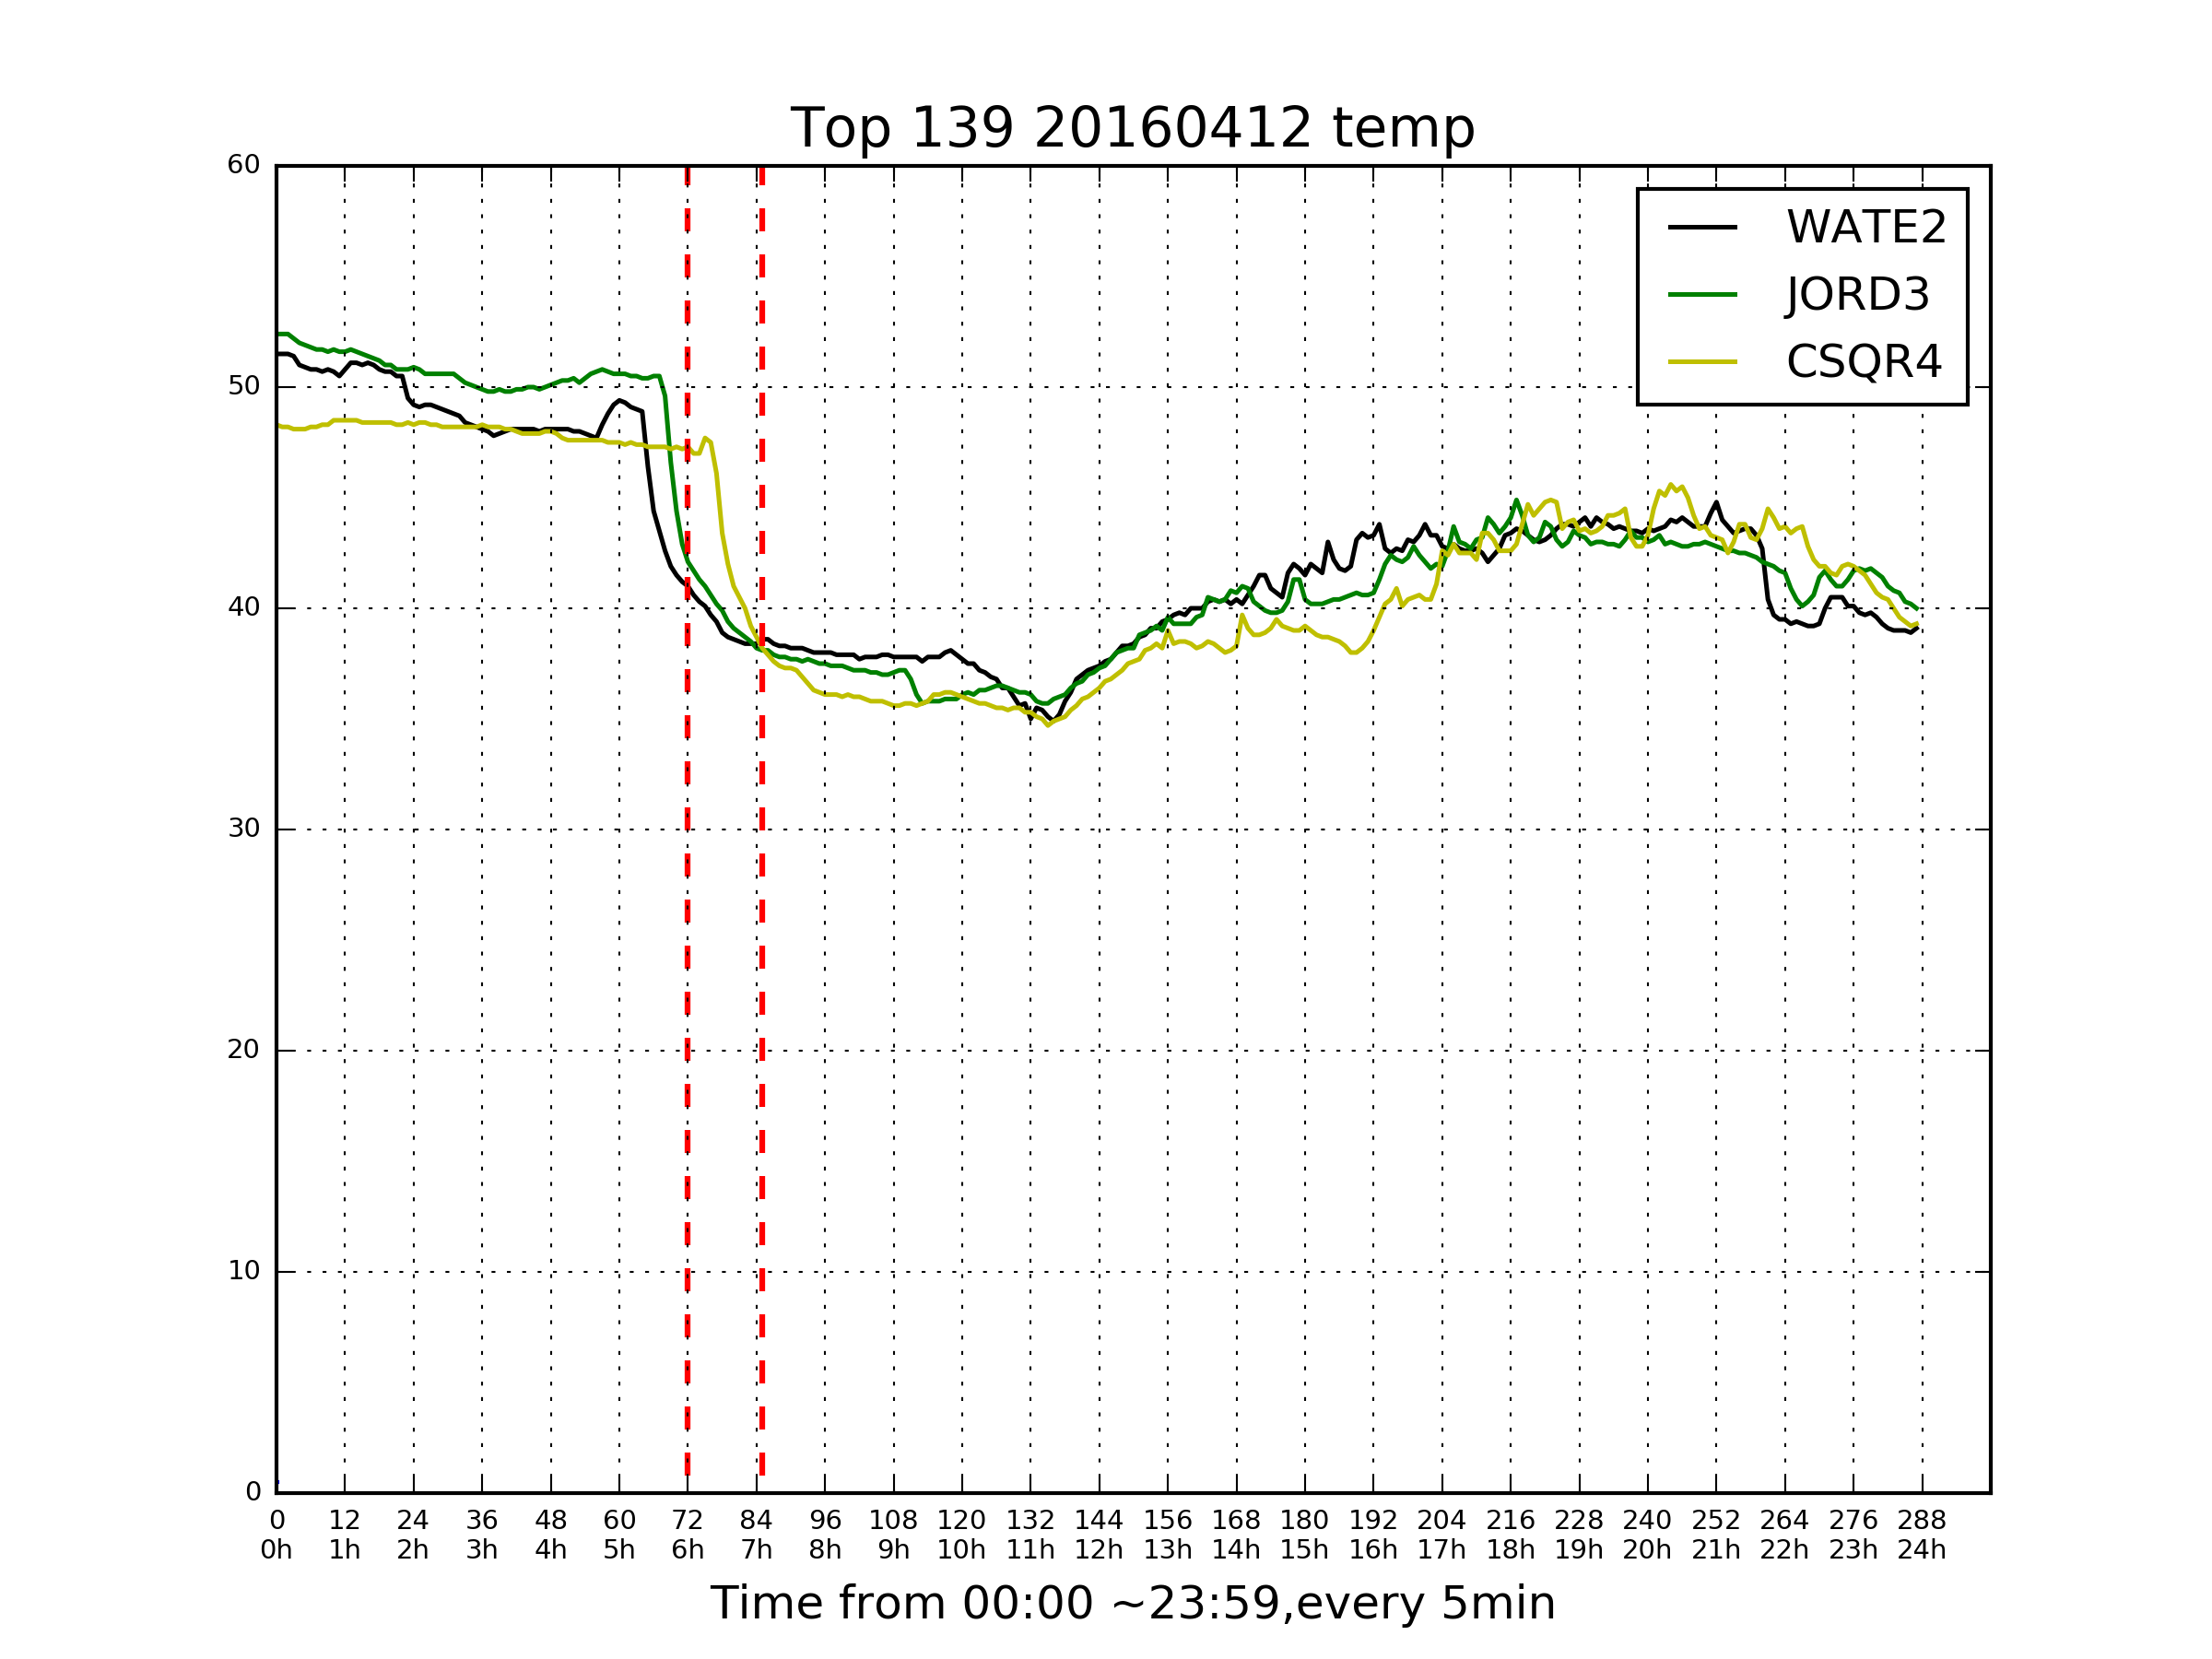 Top 139 20160412 temp
60
50
40
30
20
10
0
WATE2
JORD3
CSQR4
0 12 24 36 48 60 72 84 96 108 120 132 144 156 168 180 192 204 216 228 240 252 264 276 288
0h 1h 2h 3h 4h 5h 6h 7h 8h 9h 10h 11h 12h 13h 14h 15h 16h 17h 18h 19h 20h 21h 22h 23h 24h
Time from 00:00 ~23:59,every 5min